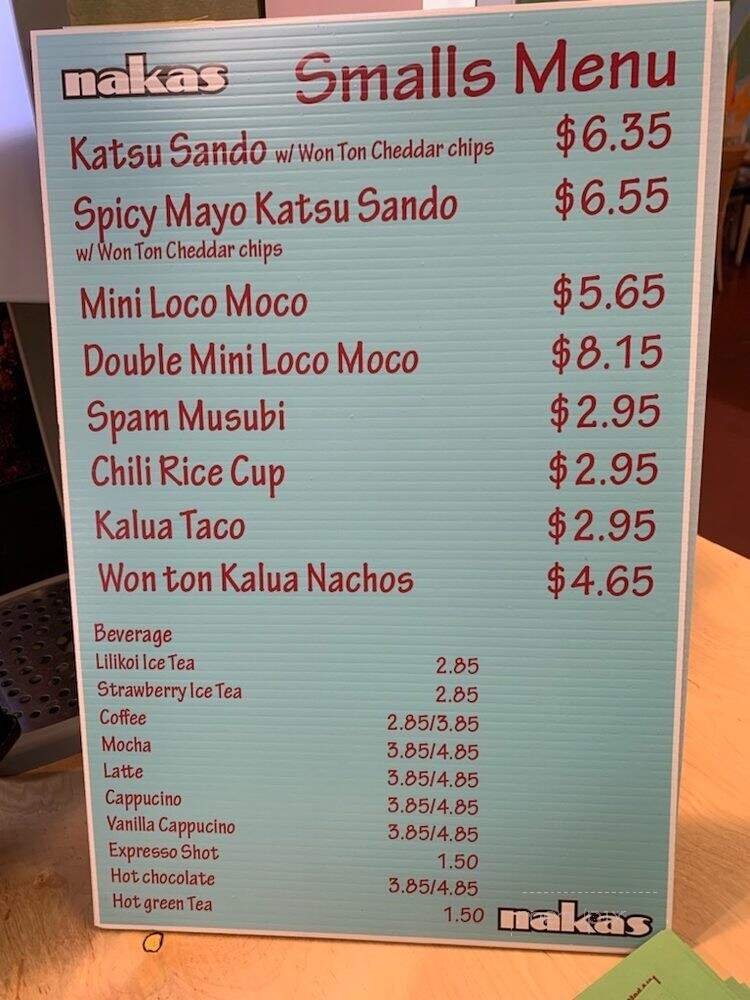 nakas Smalls Menu
Katsu Sando w/ Won Ton Cheddar chips $6.35
Spicy Mayo Katsu Sando $6.55
w/ Won Ton Cheddar chips
Mini Loco Moco $5.65
Double Mini Loco Moco $8.15
Spam Musubi $2.95
Chili Rice Cup $2.95
Kalua Taco $2.95
Won ton Kalua Nachos $4.65
Beverage
Lilikoi Ice Tea 2.85
Strawberry Ice Tea 2.85
Coffee 2.85/3.85
Mocha 3.85/4.85
Latte 3.85/4.85
Cappucino 3.85/4.85
Vanilla Cappucino 3.85/4.85
Expresso Shot 1.50
Hot chocolate 3.85/4.85
Hot green Tea 1.50
nakas